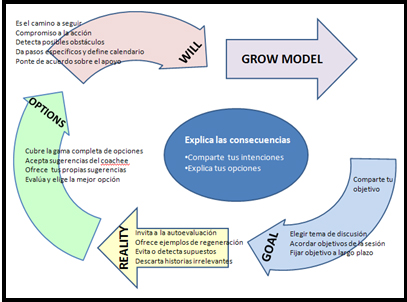 Es el camino a seguir
Compromiso a la acción
Detecta posibles obstáculos
Da pasos específicos y define calendario
Ponte de acuerdo sobre el apoyo
WILL
GROW MODEL
OPTIONS
Cubre la gama completa de opciones
Acepta sugerencias del coachee
Ofrece tus propias sugerencias
Evalúa y elige la mejor opción
Explica las consecuencias
•Comparte tus intenciones
•Explica tus opciones
Comparte tu
objetivo
GOAL
Elegir tema de discusión
Acordar objetivos de la sesión
Fijar objetivo a largo plazo
REALITY
Invita a la autoevaluación
Ofrece ejemplos de regeneración
Evita o detecta supuestos
Descarta historias irrelevantes